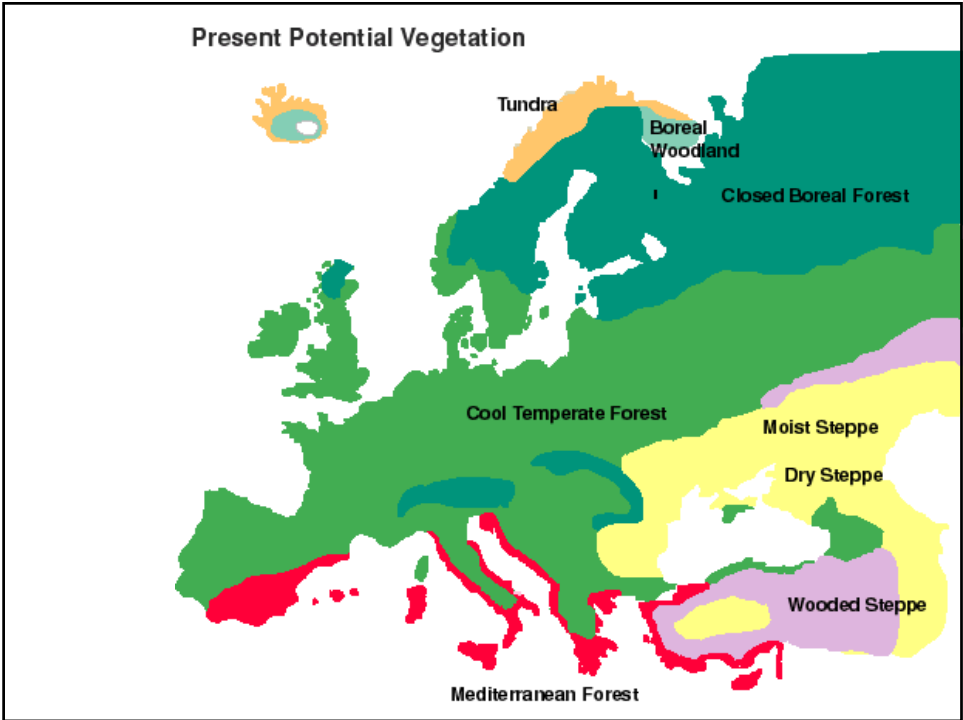 Present Potential Vegetation
Tundra
Boreal
Woodland
Closed Boreal Forest
Cool Temperate Forest
Moist Steppe
Dry Steppe
Wooded Steppe
Mediterranean Forest